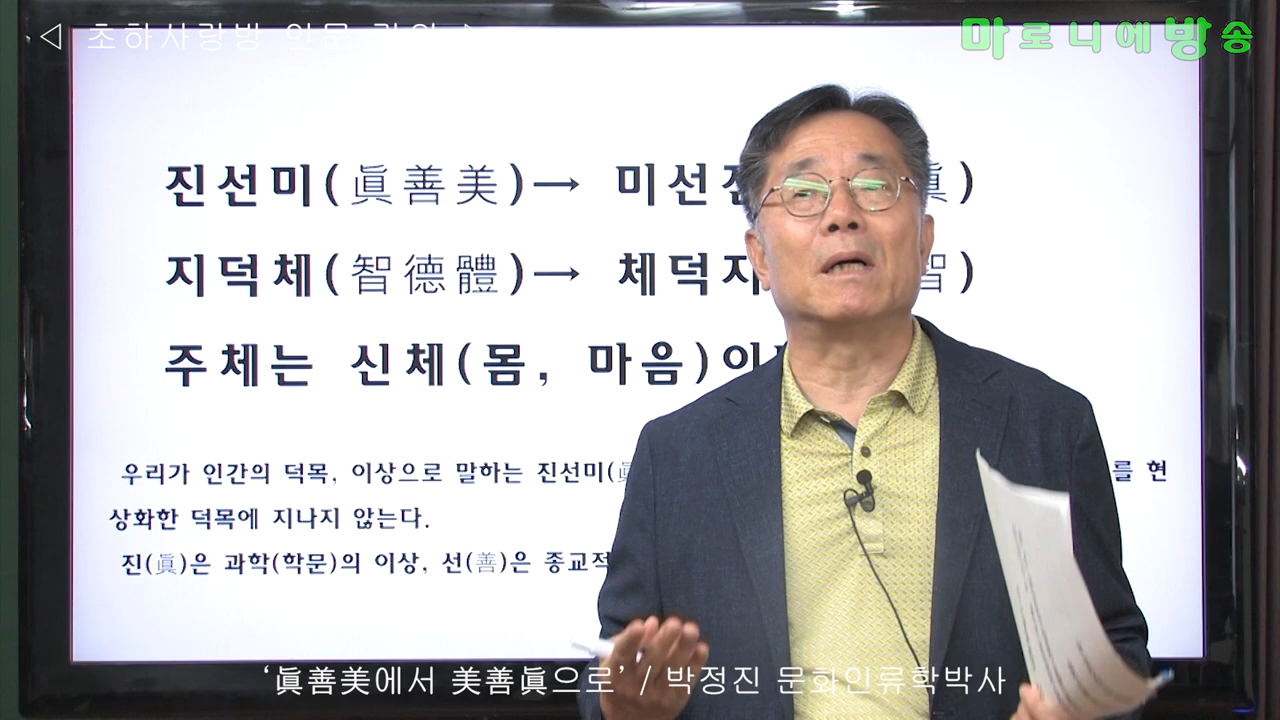 ◁ 초하사랑방 인문 강의 ▷
마로니에방송
진선미(眞善美)→ 미선 眞)
지덕체(智德體)→ 체덕지 智)
주체는 신체(몸, 마음)이
우리가 인간의 덕목, 이상으로 말하는 진선미( 를 현
상화한 덕목에 지나지 않는다.
진(眞)은 과학(학문)의 이상, 선(善)은 종교적
‘眞善美에서 美善眞으로’ / 박정진 문화인류학박사